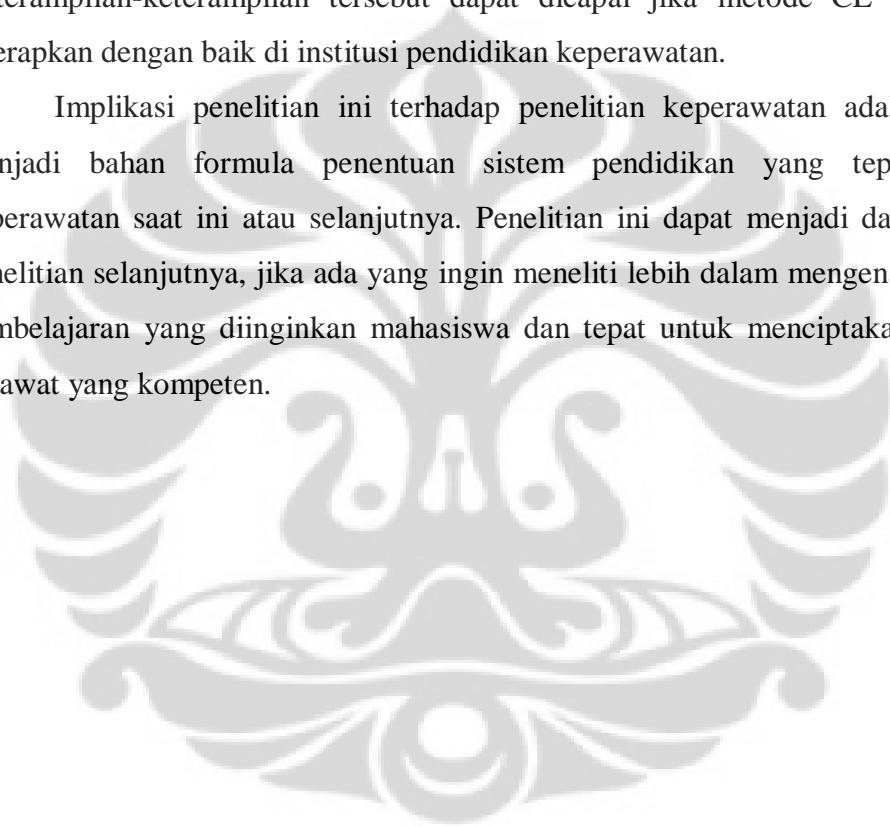 eterampilan-keterampilan tersebut dapat dicapai jika metode CL
erapkan dengan baik di institusi pendidikan keperawatan.
Implikasi penelitian ini terhadap penelitian keperawatan adal
njadi bahan formula penentuan sistem pendidikan yang tep
perawatan saat ini atau selanjutnya. Penelitian ini dapat menjadi da
nelitian selanjutnya, jika ada yang ingin meneliti lebih dalam mengena
mbelajaran yang diinginkan mahasiswa dan tepat untuk menciptaka
awat yang kompeten.